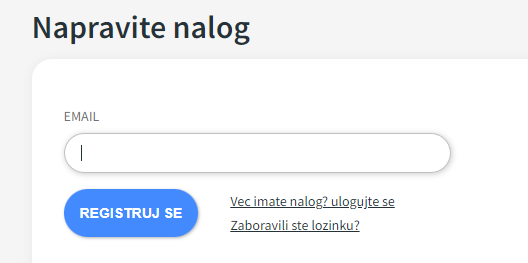 Napravite nalog
EMAIL
REGISTRUJ SE
Vec imate nalog? ulogujte se
Zaboravili ste lozinku?